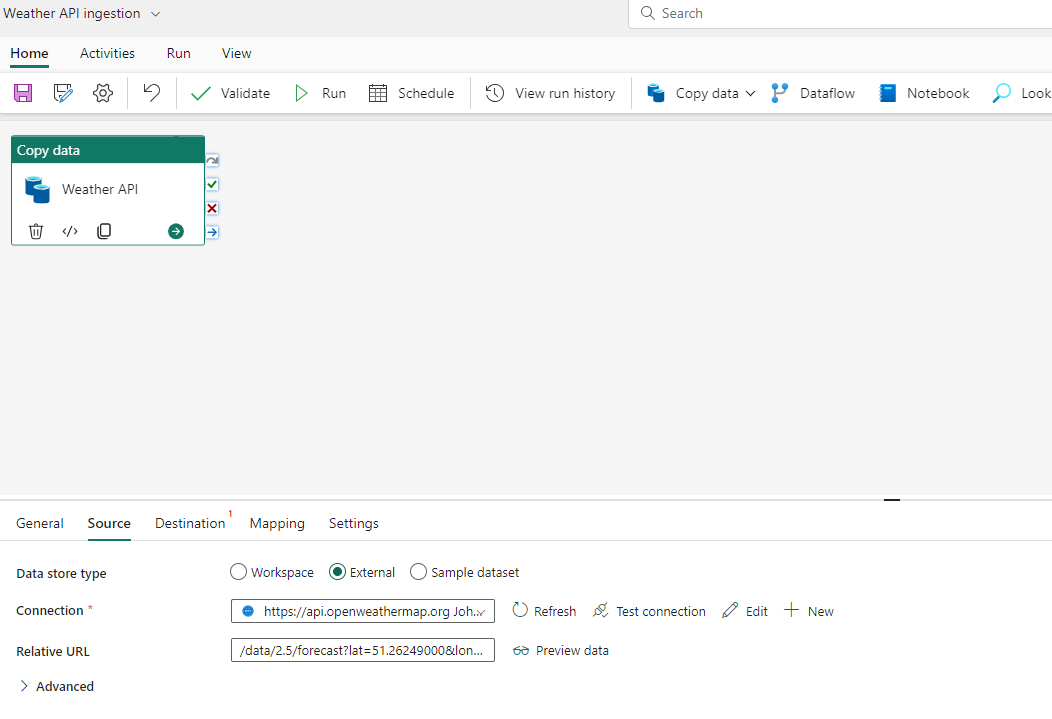 Weather API ingestion
Search
Home Activities Run View
Validate Run Schedule View run history Copy data Dataflow Notebook Look
Copy data
Weather API
General Source Destination 1 Mapping Settings
Data store type Workspace External Sample dataset
Connection * https://api.openweathermap.org Joh... Refresh Test connection Edit New
Relative URL /data/2.5/forecast?lat=51.26249000&lon... Preview data
Advanced